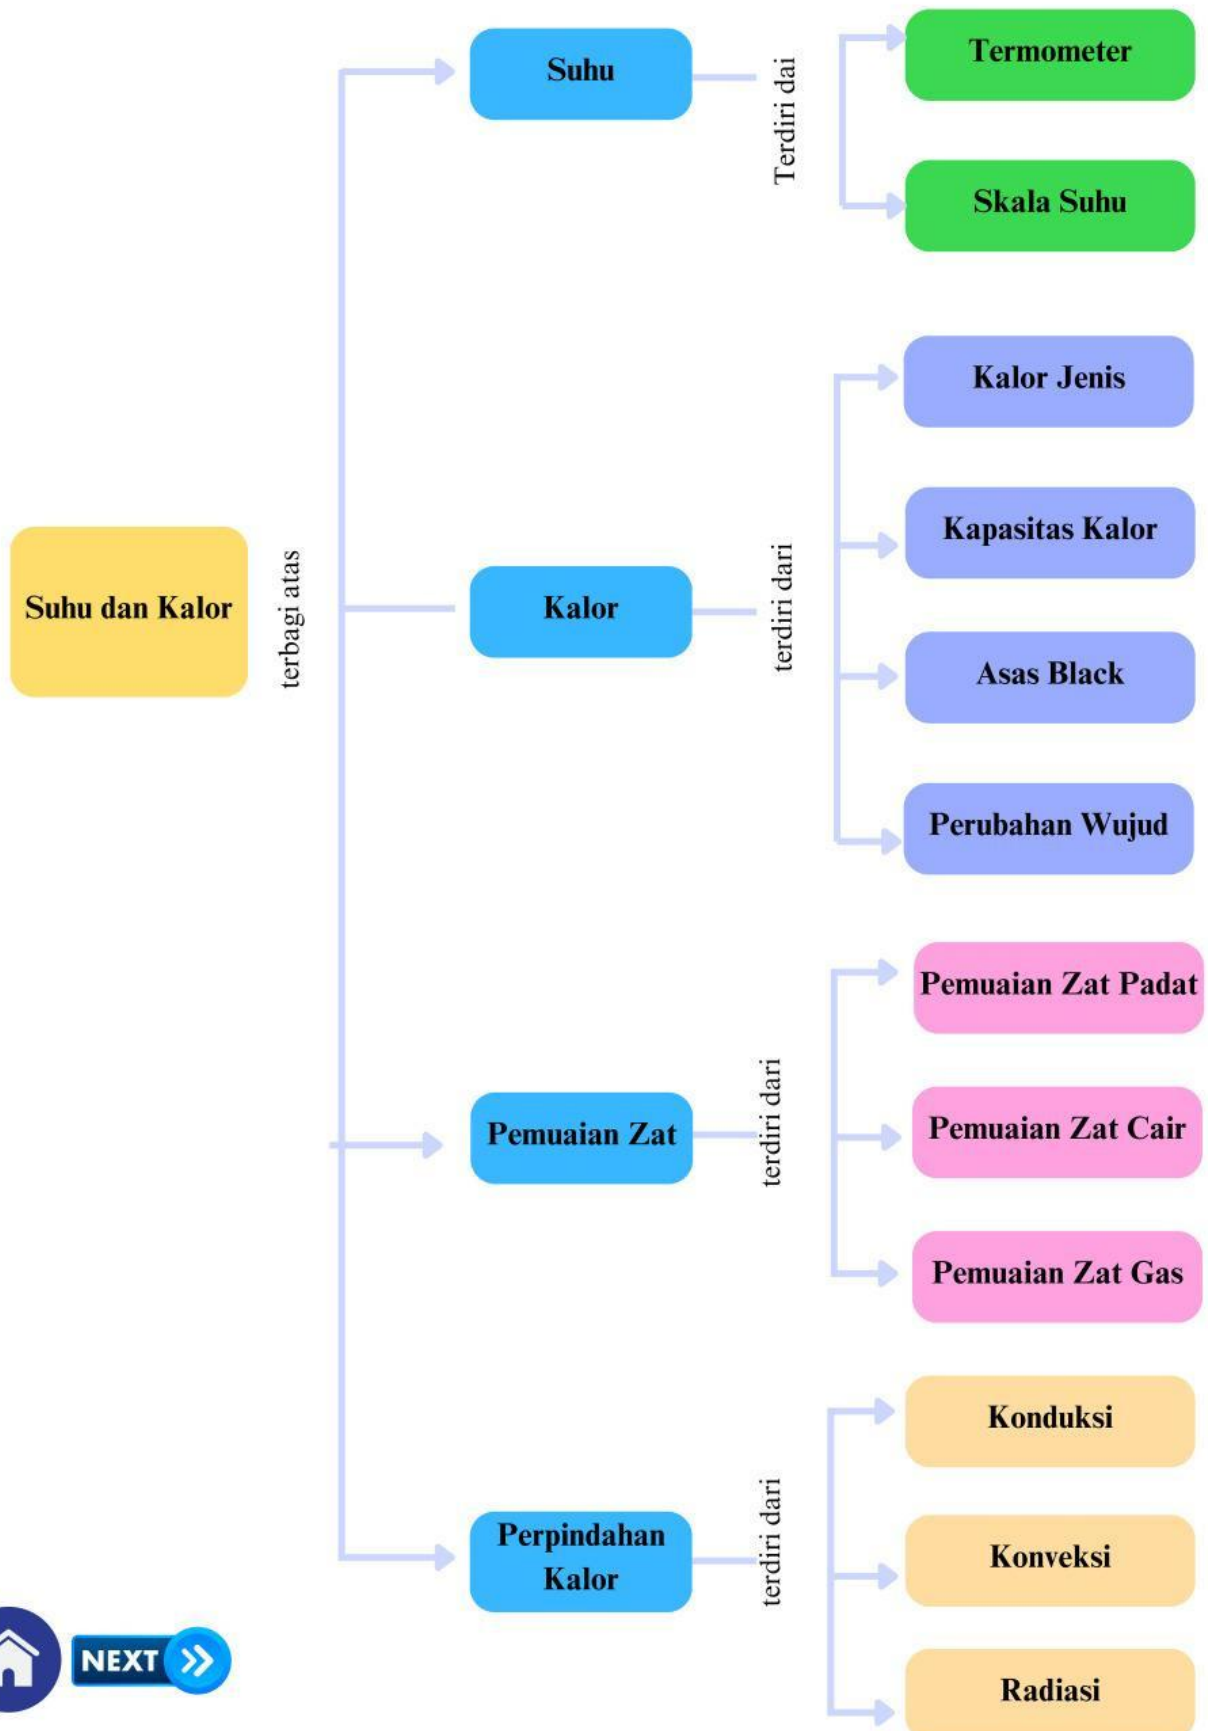 Suhu dan Kalor
terbagi atas
Suhu
Terdiri dai
Termometer
Skala Suhu
Kalor
terdiri dari
Kalor Jenis
Kapasitas Kalor
Asas Black
Perubahan Wujud
Pemuaian Zat
terdiri dari
Pemuaian Zat Padat
Pemuaian Zat Cair
Pemuaian Zat Gas
Perpindahan
Kalor
terdiri dari
Konduksi
Konveksi
Radiasi
NEXT